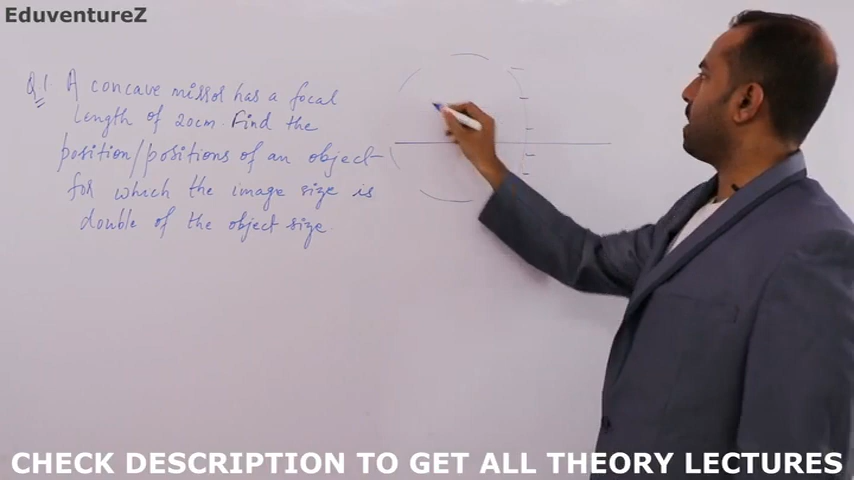 EduventureZ
Q1 A concave mirror has a focal
length of 20cm. Find the
position/positions of an object
for which the image size is
double of the object size.
CHECK DESCRIPTION TO GET ALL THEORY LECTURES